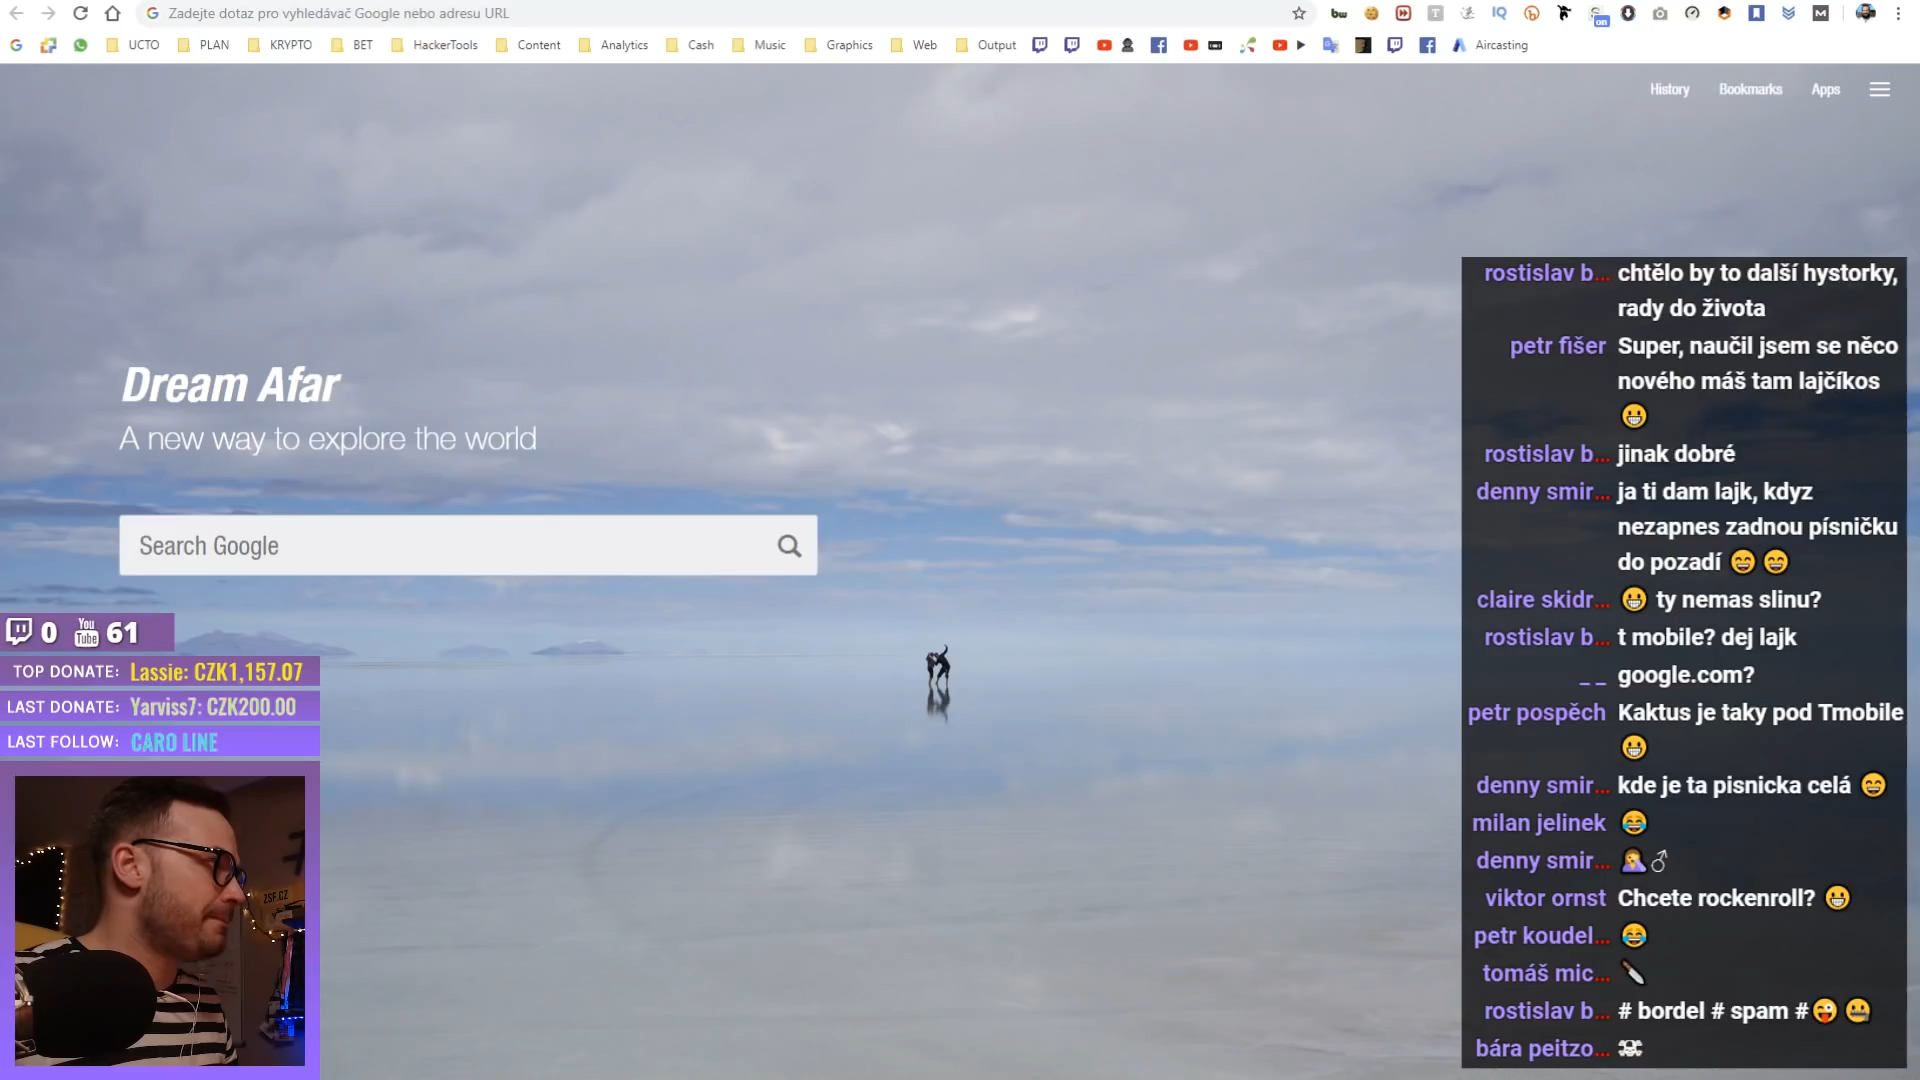 Zadejte dotaz pro vyhledávač Google nebo adresu URL
UCTO PLAN KRYPTO BET HackerTools Content Analytics Cash Music Graphics Web Output Aircasting
History Bookmarks Apps
Dream Afar
A new way to explore the world
Search Google
0 You Tube 61
TOP DONATE: Lassie: CZK1,157.07
LAST DONATE: Yarviss7: CZK200.00
LAST FOLLOW: CARO LINE
ZSF.CZ
rostislav b... chtělo by to další hystorky,
rady do života
petr fišer Super, naučil jsem se něco
nového máš tam lajčíkos
😀
rostislav b... jinak dobré
denny smir... ja ti dam lajk, kdyz
nezapnes zadnou písničku
do pozadí 😄 😄
claire skidr... 😀 ty nemas slinu?
rostislav b... t mobile? dej lajk
_ _ google.com?
petr pospěch Kaktus je taky pod Tmobile
😀
denny smir... kde je ta pisnicka celá 😄
milan jelinek 😂
denny smir... 🤦♂
viktor ornst Chcete rockenroll? 😀
petr koudel... 😂
tomáš mic... 🔪
rostislav b... # bordel # spam #😜 🤐
bára peitzo... ☠